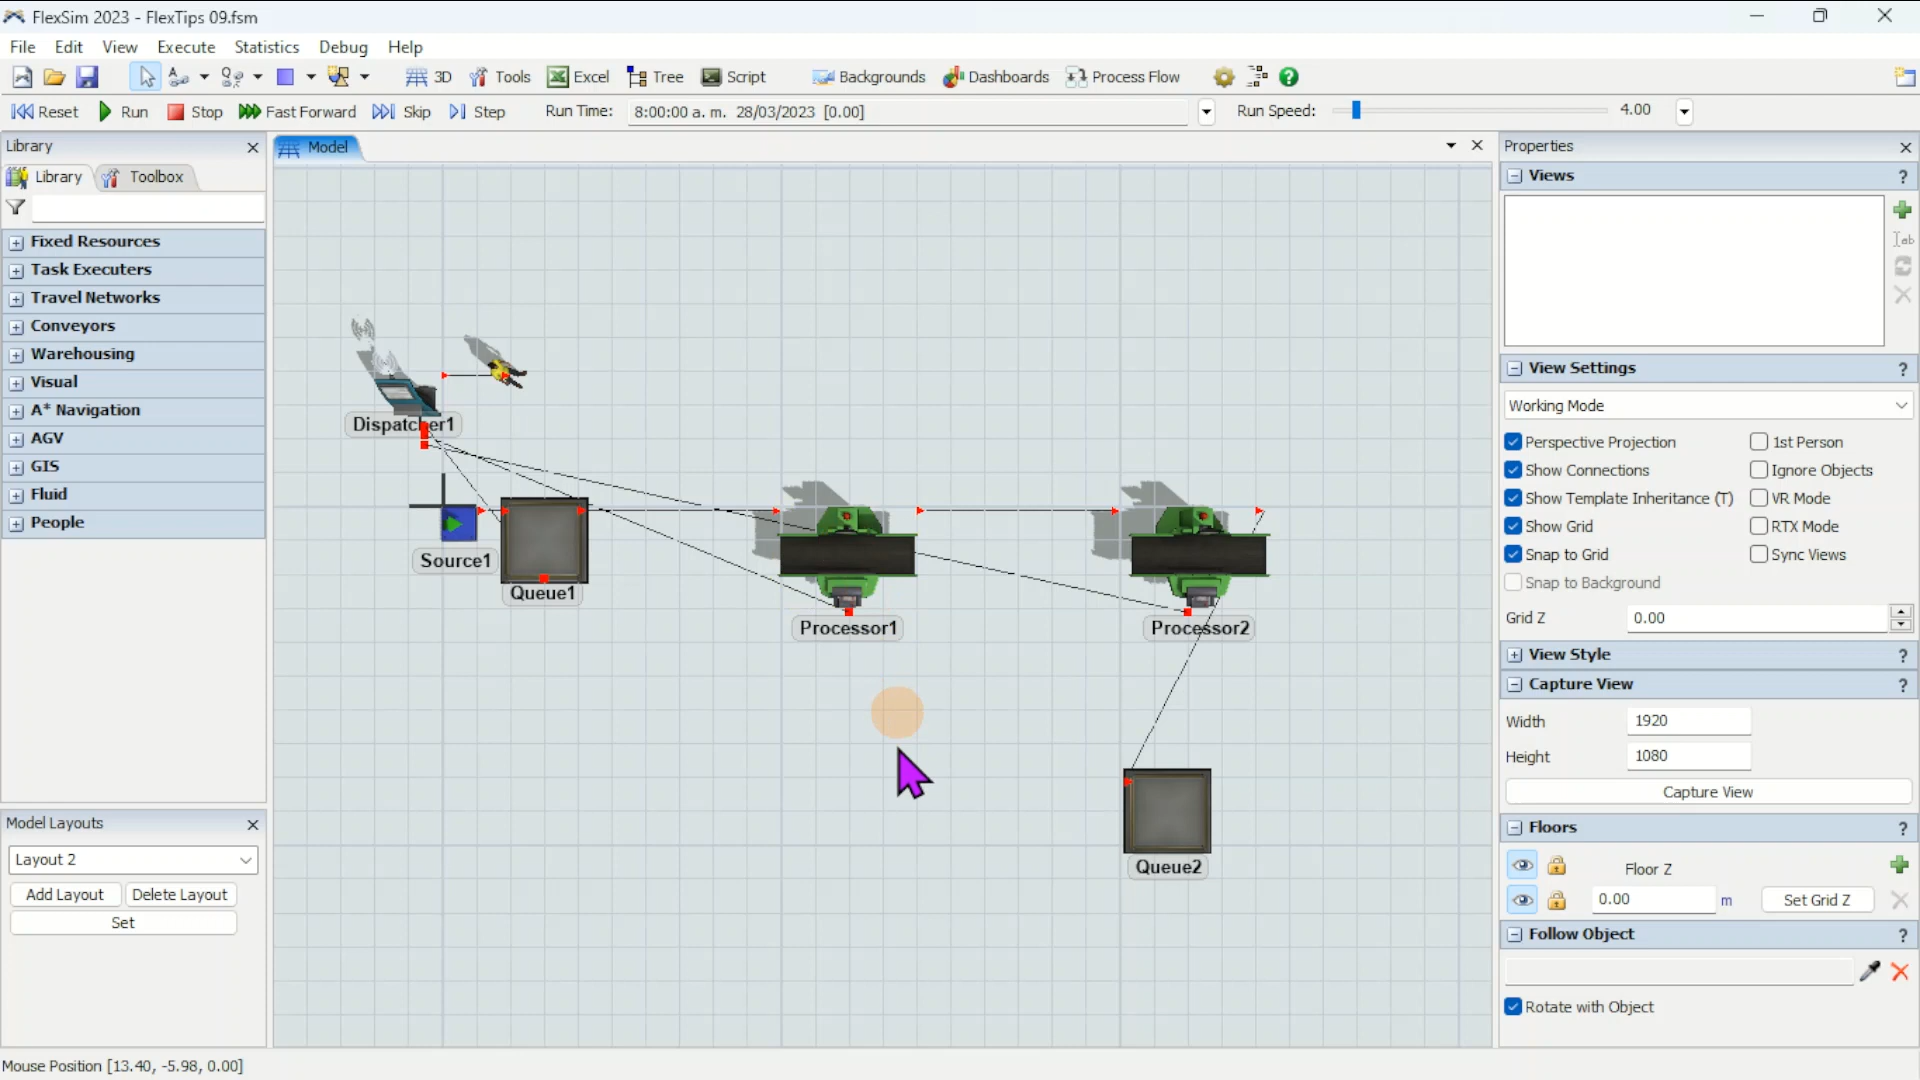 FlexSim 2023 - FlexTips 09.fsm
File Edit View Execute Statistics Debug Help
3D Tools Excel Tree Script Backgrounds Dashboards Process Flow
Reset Run Stop Fast Forward Skip Step Run Time: 8:00:00 a. m. 28/03/2023 [0.00] Run Speed: 4.00
Library
Library Toolbox
Fixed Resources
Task Executers
Travel Networks
Conveyors
Warehousing
Visual
A* Navigation
AGV
GIS
Fluid
People
Model Layouts
Layout 2
Add Layout Delete Layout
Set
Model
Dispatcher1
Source1
Queue1
Processor1
Processor2
Queue2
Properties
Views
View Settings
Working Mode
Perspective Projection 1st Person
Show Connections Ignore Objects
Show Template Inheritance (T) VR Mode
Show Grid RTX Mode
Snap to Grid Sync Views
Snap to Background
Grid Z 0.00
View Style
Capture View
Width 1920
Height 1080
Capture View
Floors
Floor Z
0.00 m Set Grid Z
Follow Object
Rotate with Object
Mouse Position [13.40, -5.98, 0.00]